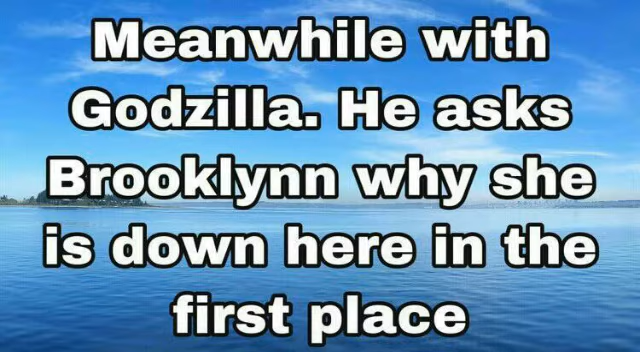 Meanwhile with
Godzilla. He asks
Brooklynn why she
is down here in the
first place